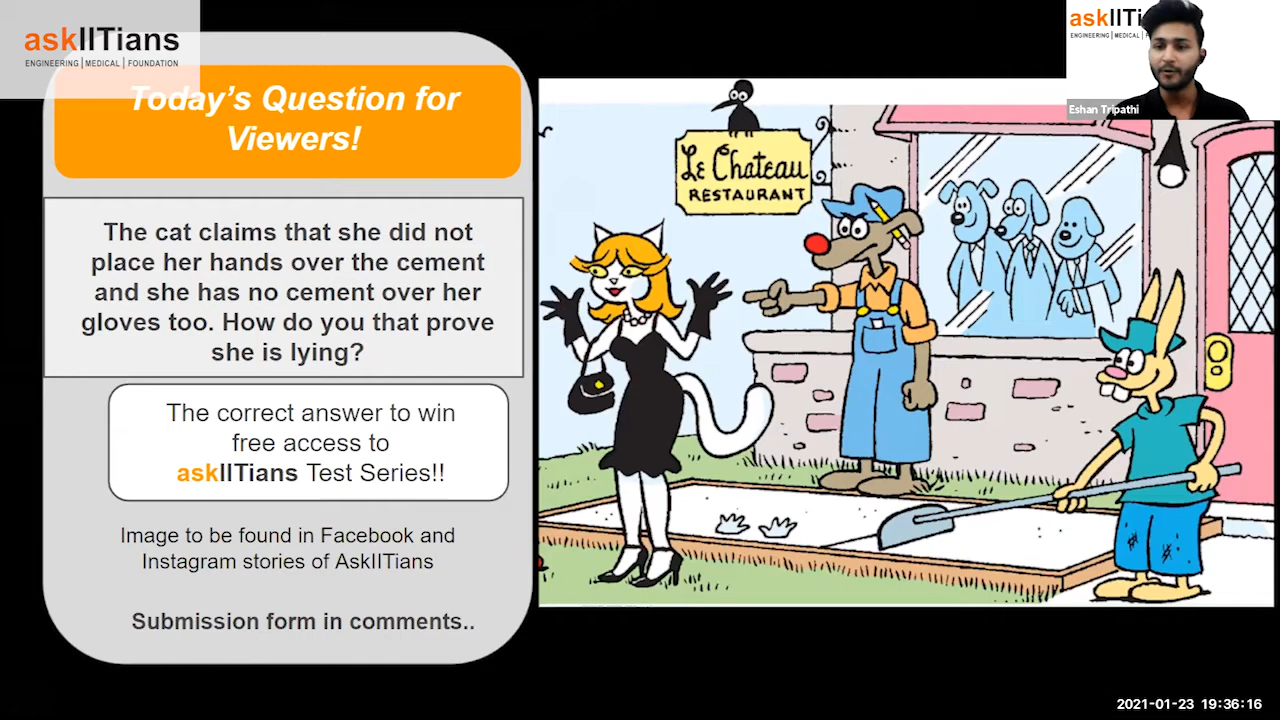 askIITians
ENGINEERING | MEDICAL | FOUNDATION
Today's Question for
Viewers!
The cat claims that she did not
place her hands over the cement
and she has no cement over her
gloves too. How do you that prove
she is lying?
The correct answer to win
free access to
askIITians Test Series!!
Image to be found in Facebook and
Instagram stories of AskIITians
Submission form in comments..
Le Chateau
RESTAURANT
askIITi
ENGINEERING | MEDICAL |
Eshan Tripathi
2021-01-23 19:36:16